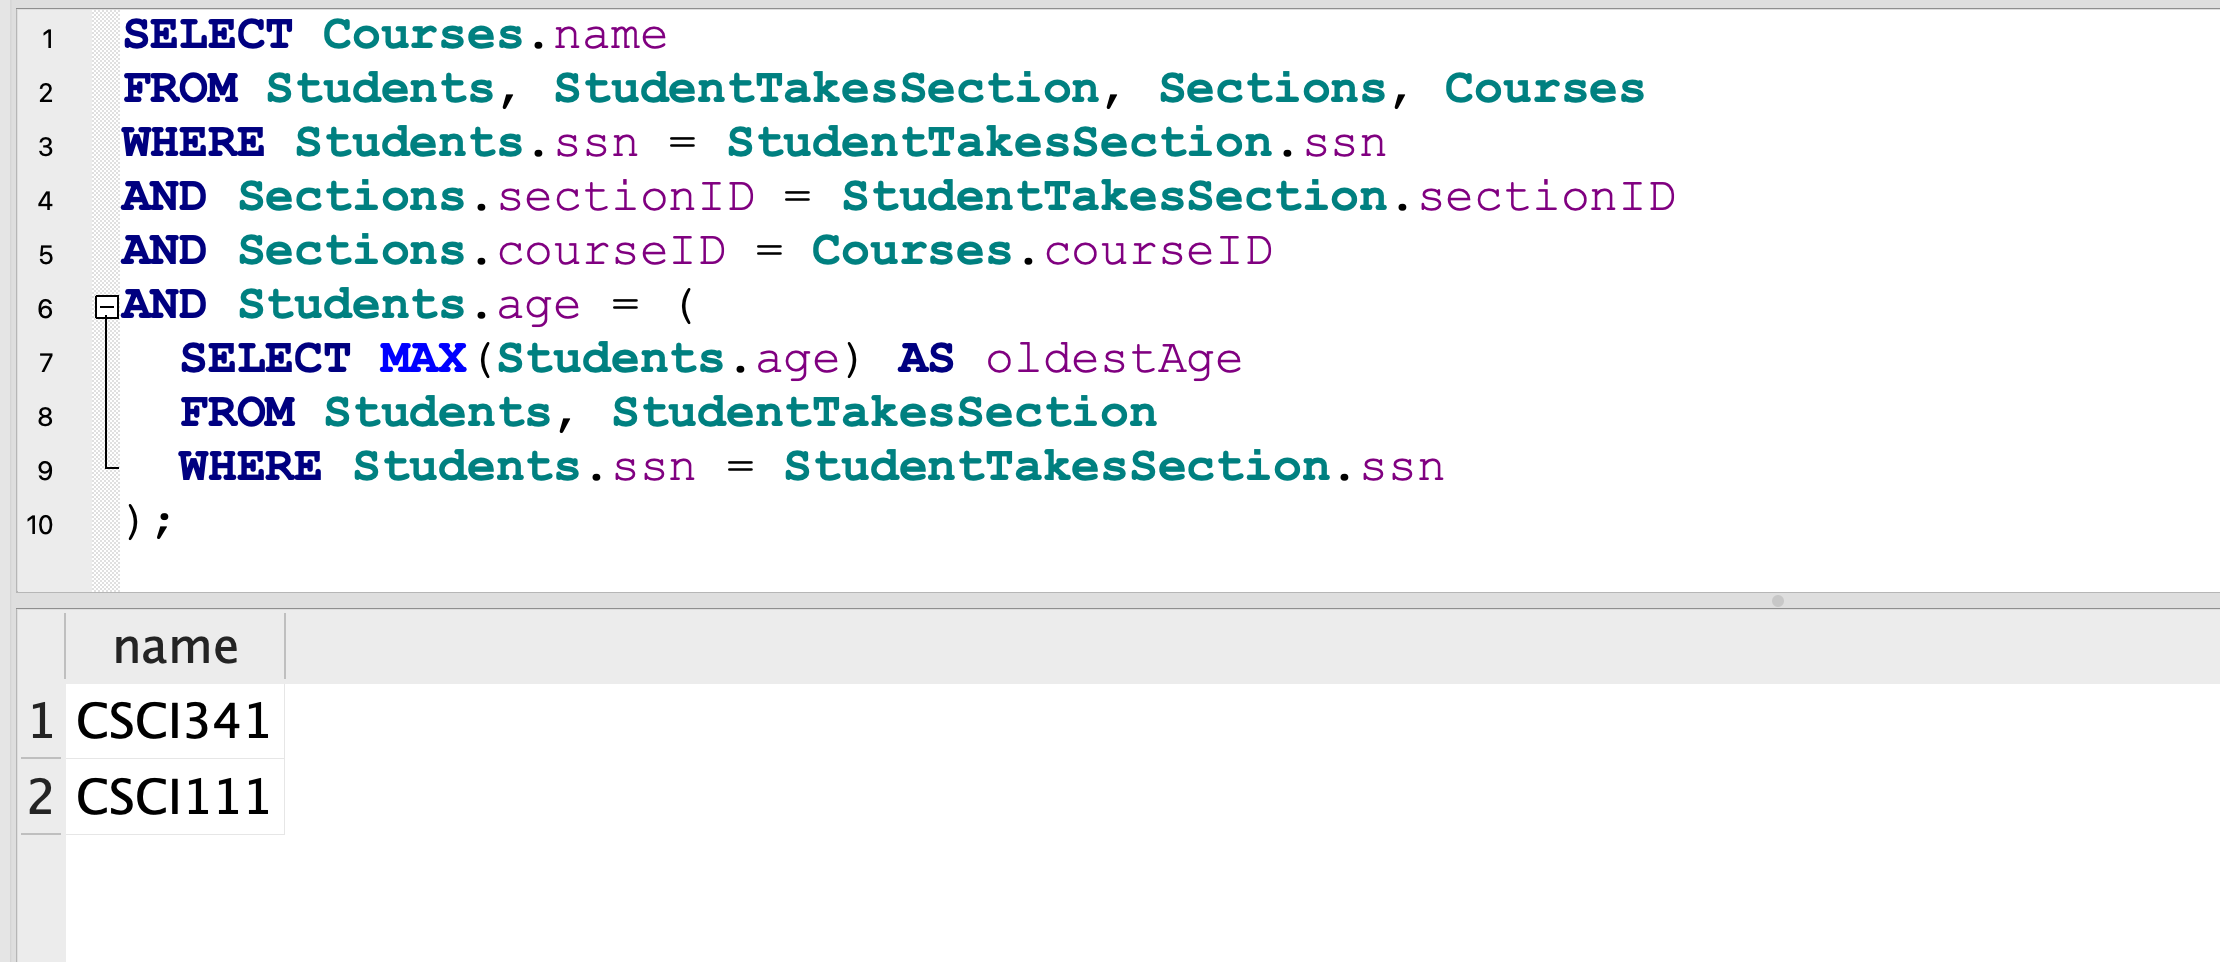 1 SELECT Courses.name
2 FROM Students, StudentTakesSection, Sections, Courses
3 WHERE Students.ssn = StudentTakesSection.ssn
4 AND Sections.sectionID = StudentTakesSection.sectionID
5 AND Sections.courseID = Courses.courseID
6 AND Students.age = (
7 SELECT MAX(Students.age) AS oldestAge
8 FROM Students, StudentTakesSection
9 WHERE Students.ssn = StudentTakesSection.ssn
10 );
name
1 CSCI341
2 CSCI111